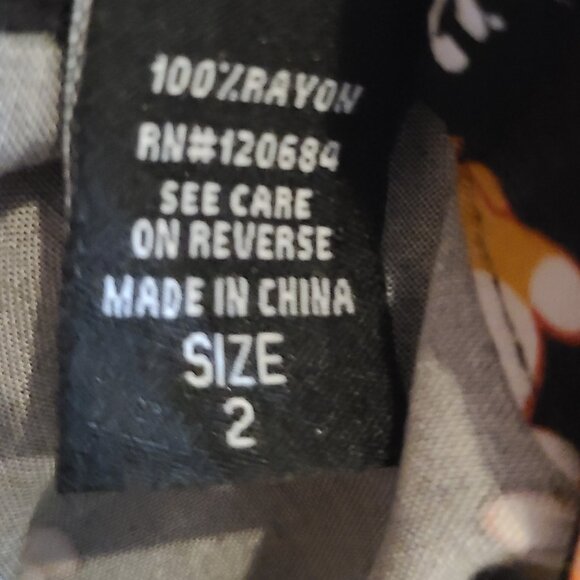 100%RAYON
RN#120684
SEE CARE
ON REVERSE
MADE IN CHINA
SIZE
2